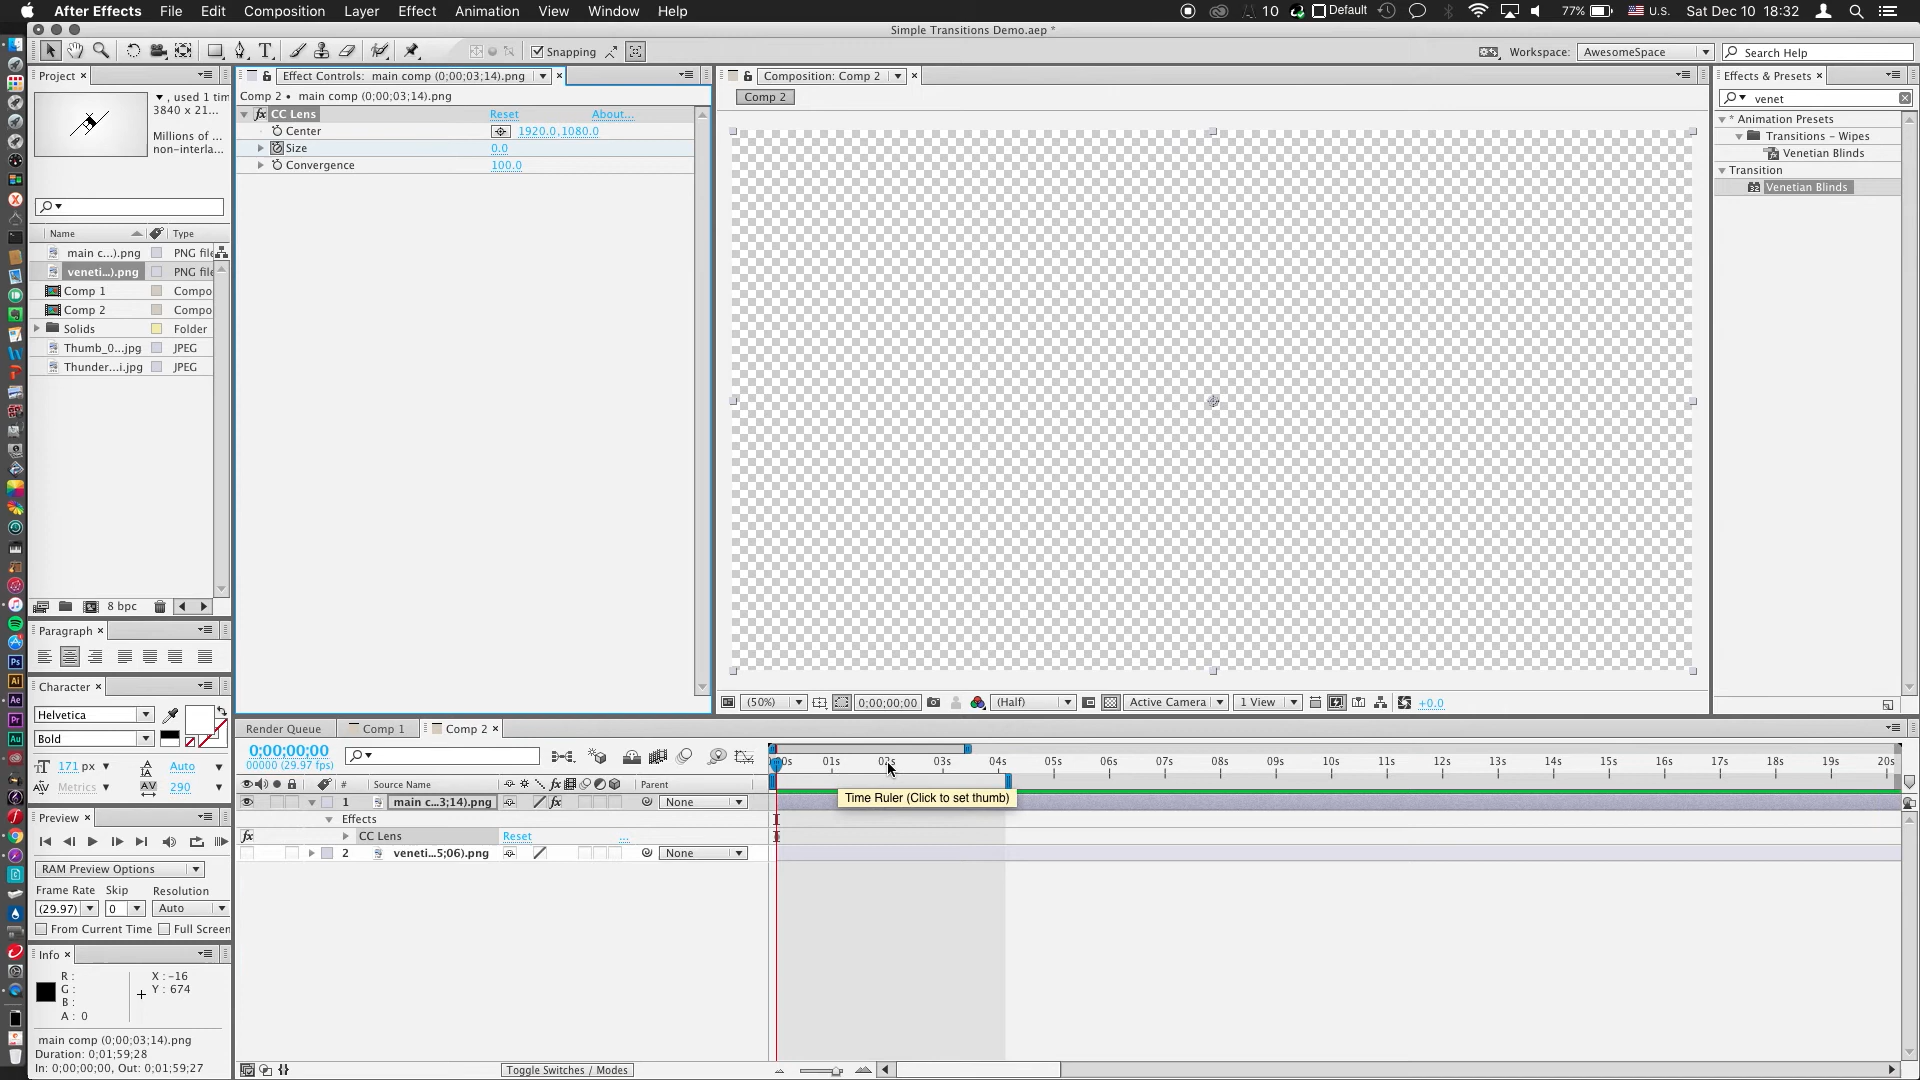 After Effects File Edit Composition Layer Effect Animation View Window Help 10 Default 77% U.S. Sat Dec 10 18:32
Simple Transitions Demo.aep *
T Snapping Workspace: AwesomeSpace Search Help
Project × Effect Controls: main comp (0;00;03;14).png × Composition: Comp 2 × Effects & Presets ×
, used 1 tim
3840 x 21...
Millions of ...
non-interla...
Comp 2 • main comp (0;00;03;14).png
fx CC Lens Reset About...
Center 1920.0,1080.0
Size 0.0
Convergence 100.0
Comp 2
venet
* Animation Presets
Transitions – Wipes
Venetian Blinds
Transition
Venetian Blinds
Name Type
main c...).png PNG file
veneti...).png PNG file
Comp 1 Compo
Comp 2 Compo
Solids Folder
Thumb_0...jpg JPEG
Thunder...i.jpg JPEG
8 bpc
Paragraph ×
Character ×
Helvetica
Bold
171 px Auto
Metrics 290
Preview ×
RAM Preview Options
Frame Rate Skip Resolution
(29.97) 0 Auto
From Current Time Full Screen
Info ×
R : X : -16
G : Y : 674
B :
A : 0
main comp (0;00;03;14).png
Duration: 0;01;59;28
In: 0;00;00;00, Out: 0;01;59;27
(50%) 0;00;00;00 (Half) Active Camera 1 View +0.0
Render Queue Comp 1 Comp 2 ×
0;00;00;00
00000 (29.97 fps)
# Source Name fx Parent
1 main c...3;14).png fx None
Effects
fx CC Lens Reset ...
2 veneti...5;06).png None
01s 02s 03s 04s 05s 06s 07s 08s 09s 10s 11s 12s 13s 14s 15s 16s 17s 18s 19s 20s
Time Ruler (Click to set thumb)
Toggle Switches / Modes
Ps
Ai
Ae
Pr
Au